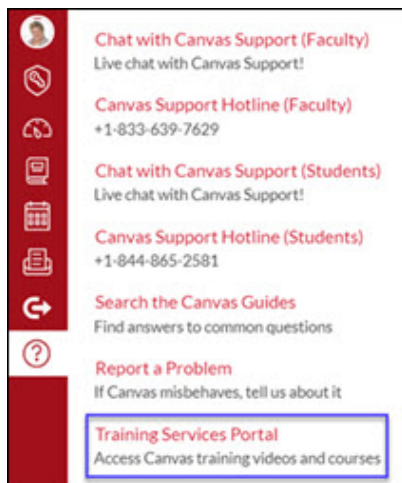 Chat with Canvas Support (Faculty)
Live chat with Canvas Support!
Canvas Support Hotline (Faculty)
+1-833-639-7629
Chat with Canvas Support (Students)
Live chat with Canvas Support!
Canvas Support Hotline (Students)
+1-844-865-2581
Search the Canvas Guides
Find answers to common questions
Report a Problem
If Canvas misbehaves, tell us about it
Training Services Portal
Access Canvas training videos and courses